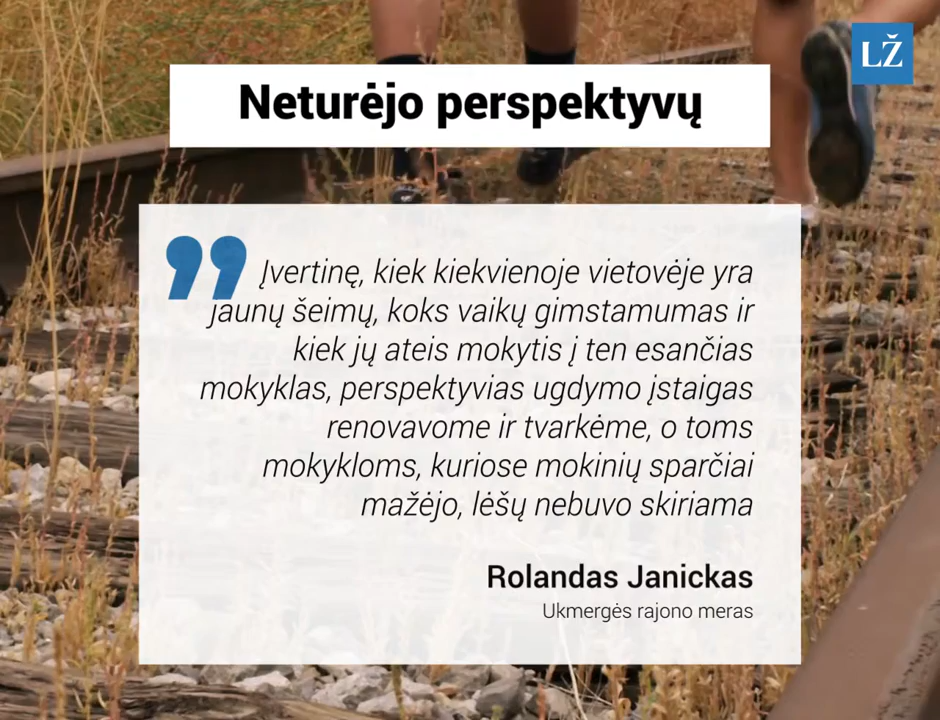 LŽ
Neturėjo perspektyvų
Įvertinę, kiek kiekvienoje vietovėje yra
jaunų šeimų, koks vaikų gimstamumas ir
kiek jų ateis mokytis į ten esančias
mokyklas, perspektyvias ugdymo įstaigas
renovavome ir tvarkėme, o toms
mokykloms, kuriose mokinių sparčiai
mažėjo, lėšų nebuvo skiriama
Rolandas Janickas
Ukmergės rajono meras